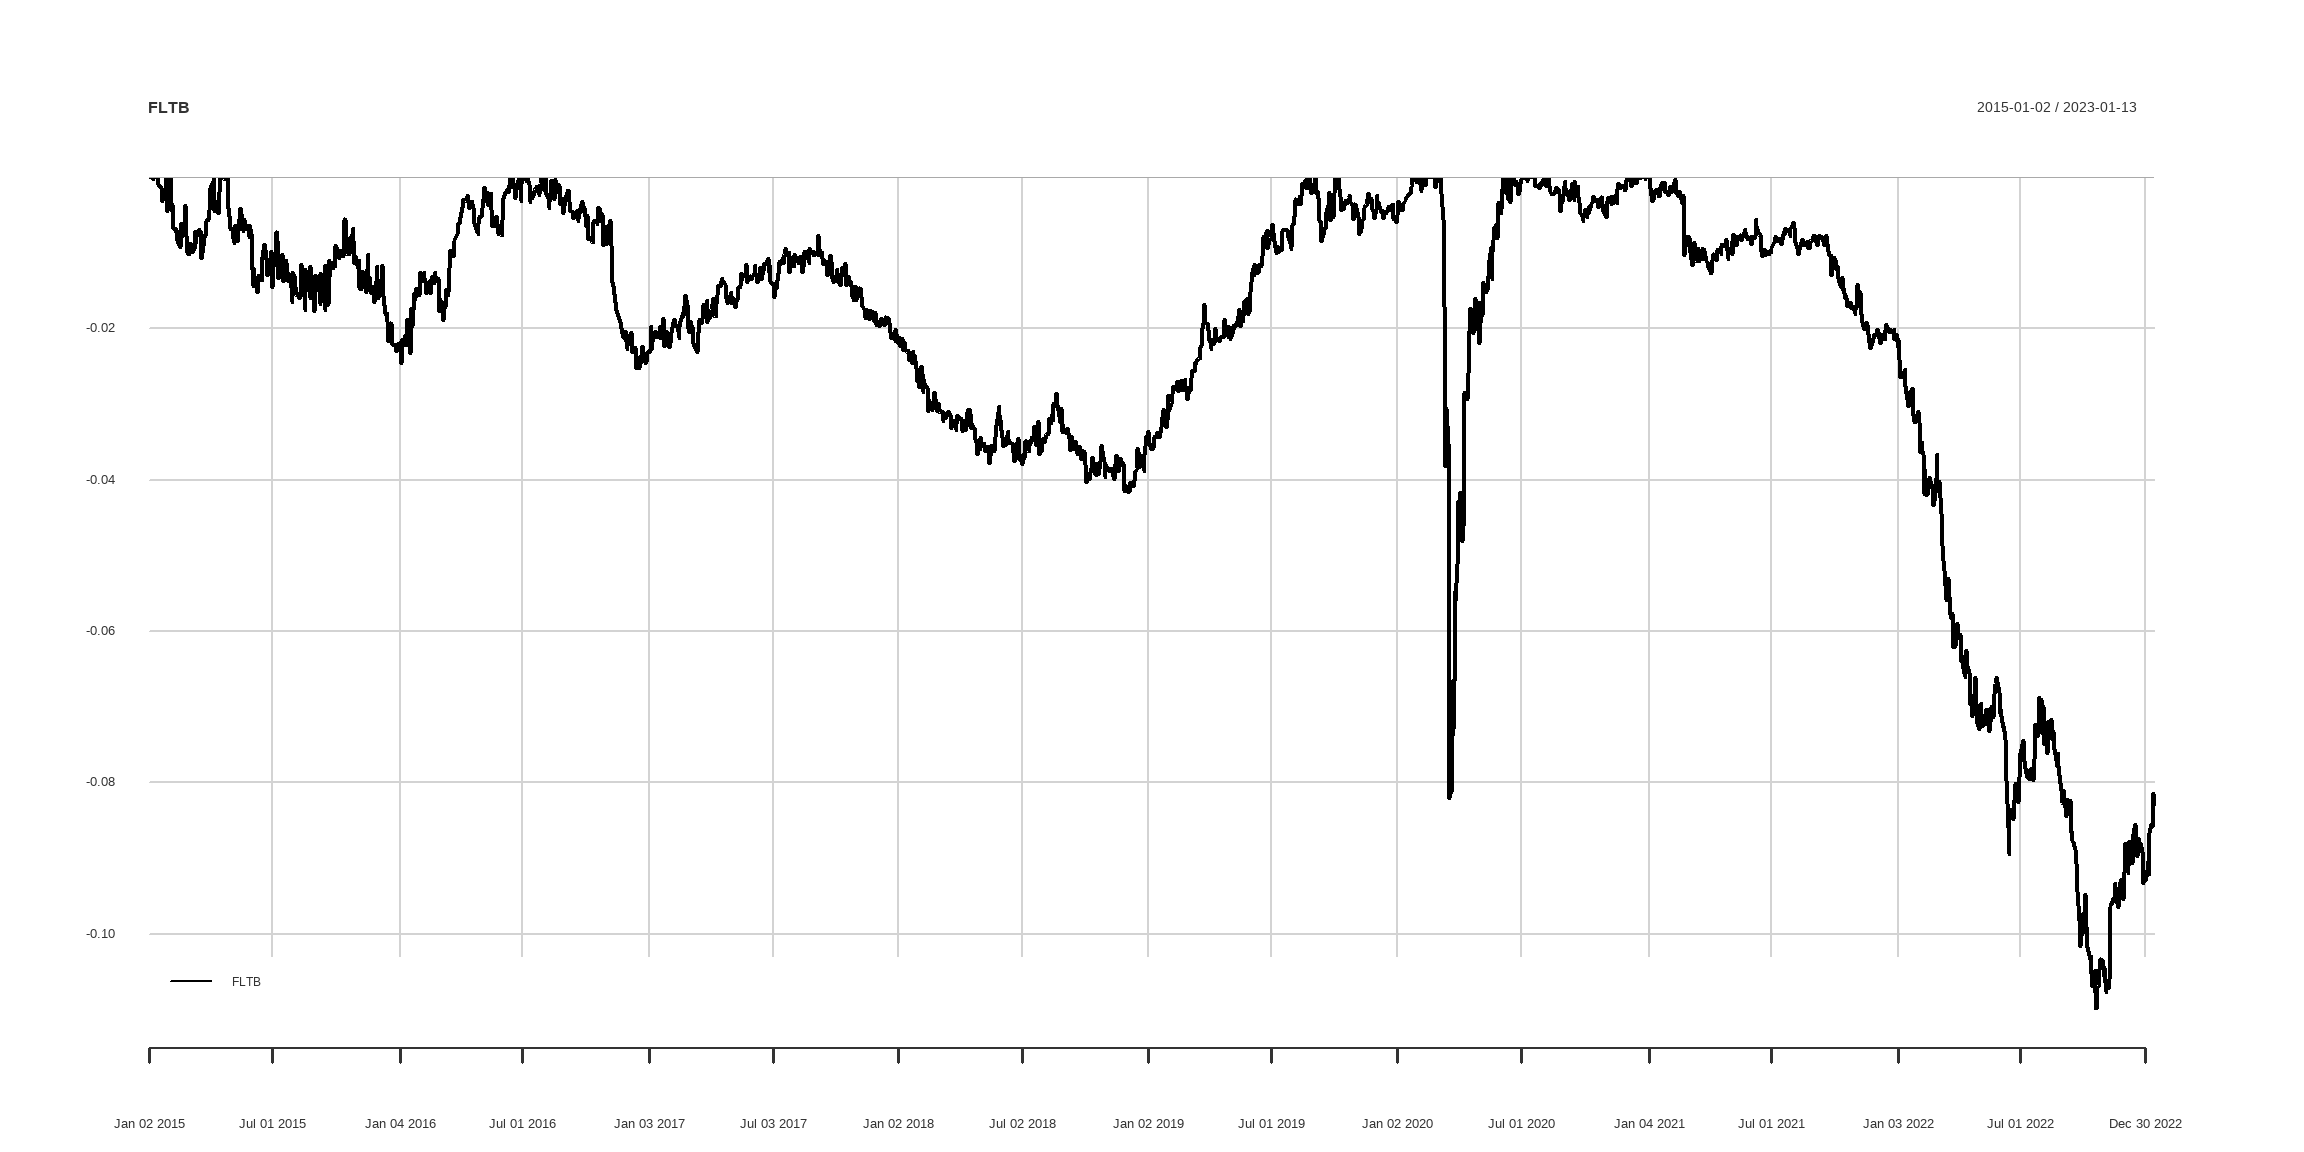 FLTB
2015-01-02 / 2023-01-13
-0.02
-0.04
-0.06
-0.08
-0.10
FLTB
Jan 02 2015
Jul 01 2015
Jan 04 2016
Jul 01 2016
Jan 03 2017
Jul 03 2017
Jan 02 2018
Jul 02 2018
Jan 02 2019
Jul 01 2019
Jan 02 2020
Jul 01 2020
Jan 04 2021
Jul 01 2021
Jan 03 2022
Jul 01 2022
Dec 30 2022